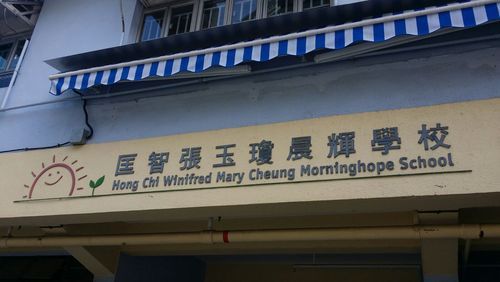 匡智張玉瓊晨輝學校
Hong Chi Winifred Mary Cheung Morninghope School